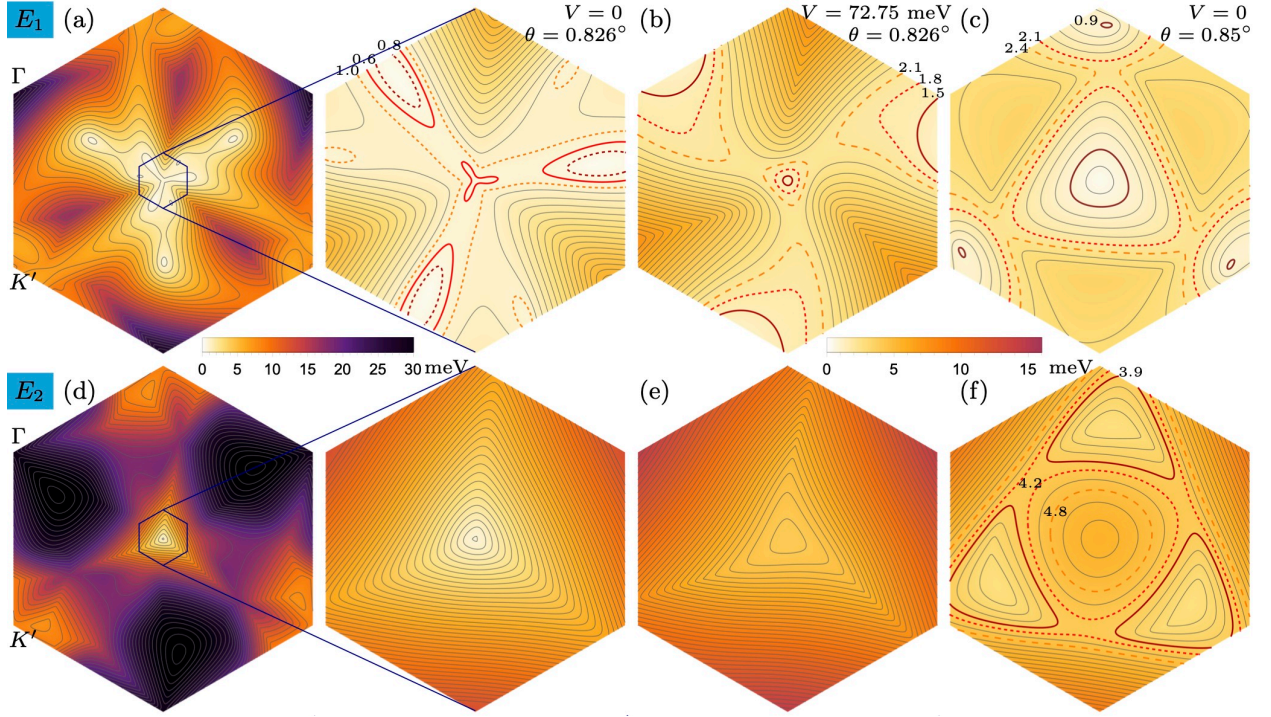 E₁ (a)
V = 0
θ = 0.826°
(b)
V = 72.75 meV
θ = 0.826°
(c)
V = 0
θ = 0.85°
Γ
K′
0.8
0.6
1.0
2.1
1.8
1.5
0.9
2.1
2.4
0 5 10 15 20 25 30 meV
0 5 10 15 meV
E₂ (d)
(e)
(f)
Γ
K′
3.9
4.2
4.8